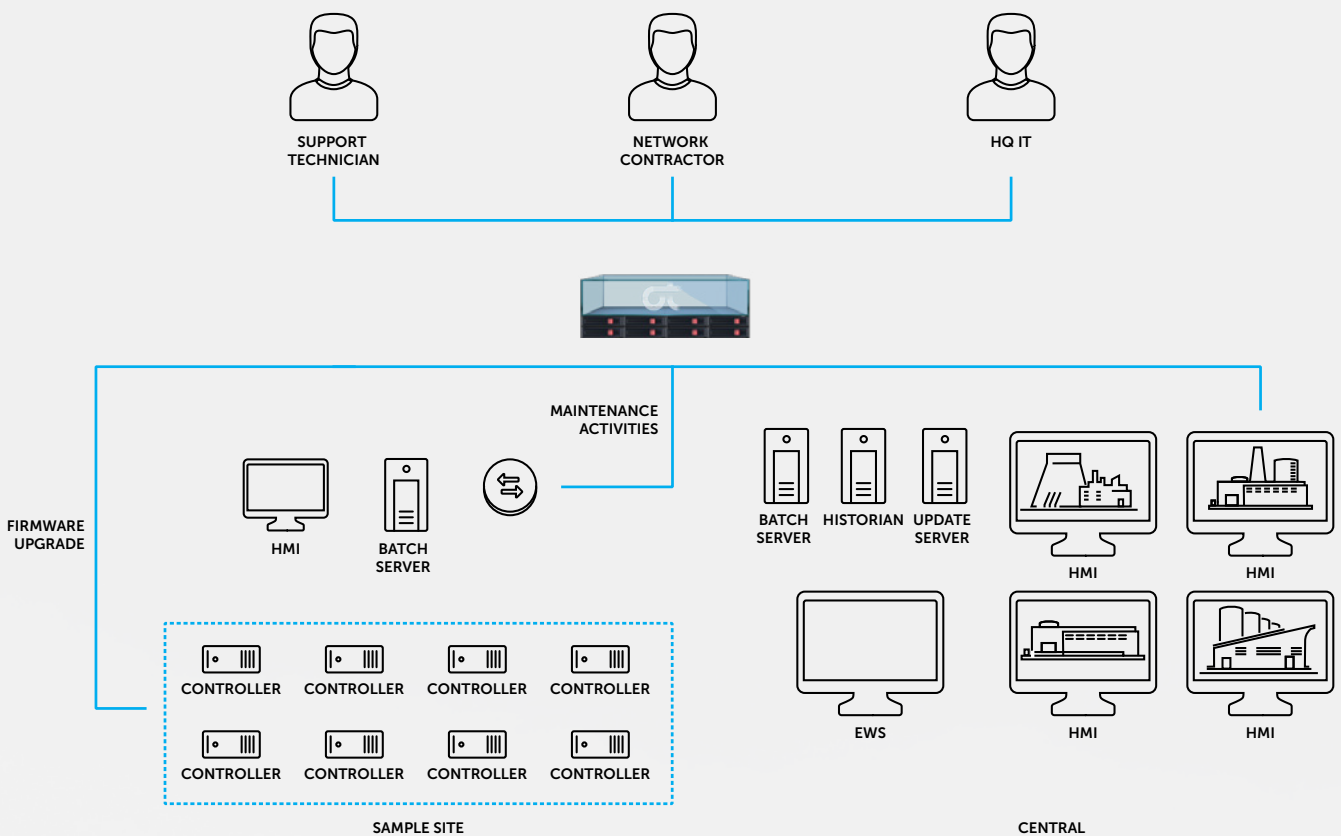 SUPPORT
TECHNICIAN
NETWORK
CONTRACTOR
HQ IT
MAINTENANCE
ACTIVITIES
FIRMWARE
UPGRADE
HMI
BATCH
SERVER
BATCH
SERVER
HISTORIAN
UPDATE
SERVER
HMI
HMI
EWS
HMI
HMI
CONTROLLER
CONTROLLER
CONTROLLER
CONTROLLER
CONTROLLER
CONTROLLER
CONTROLLER
CONTROLLER
SAMPLE SITE
CENTRAL